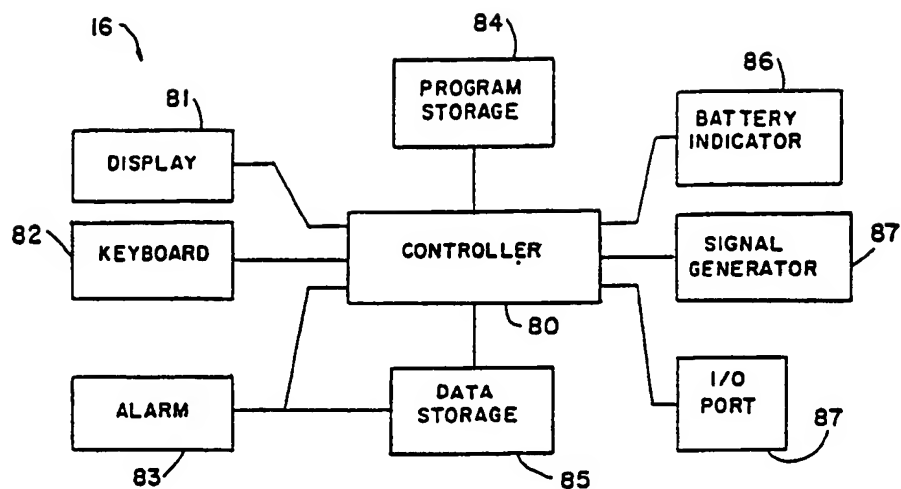 16
84
PROGRAM
STORAGE
86
BATTERY
INDICATOR
81
DISPLAY
82
KEYBOARD
CONTROLLER
80
SIGNAL
GENERATOR
87
ALARM
83
DATA
STORAGE
85
I/O
PORT
87